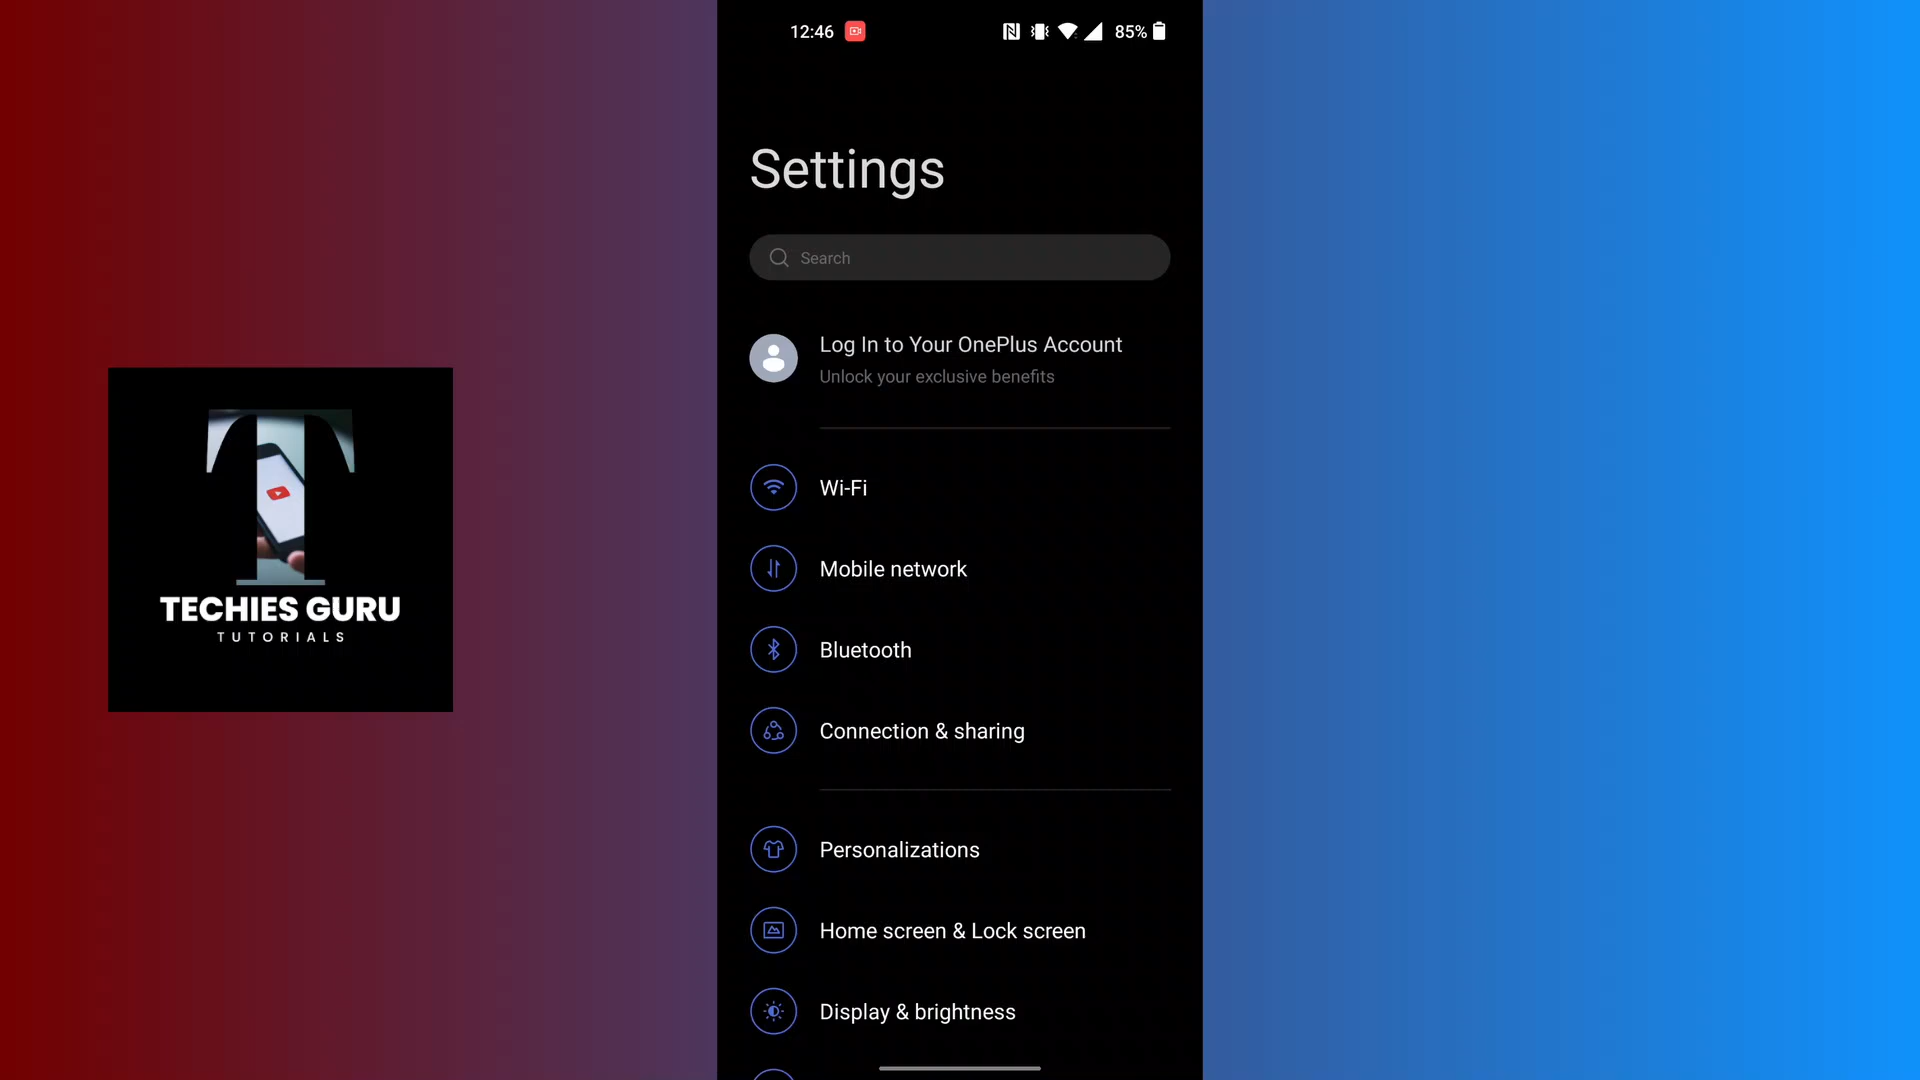 12:46
85%
Settings
Search
Log In to Your OnePlus Account
Unlock your exclusive benefits
Wi-Fi
Mobile network
Bluetooth
Connection & sharing
Personalizations
Home screen & Lock screen
Display & brightness
T
TECHIES GURU
TUTORIALS